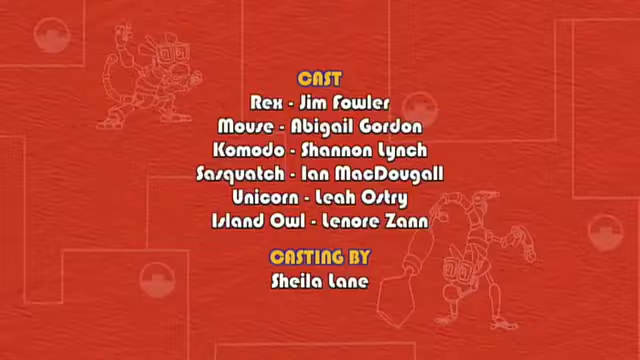 CAST
Rex - Jim Fowler
Mouse - Abigail Gordon
Komodo - Shannon Lynch
Sasquatch - Ian MacDougall
Unicorn - Leah Ostry
Island Owl - Lenore Zann
CASTING BY
Sheila Lane